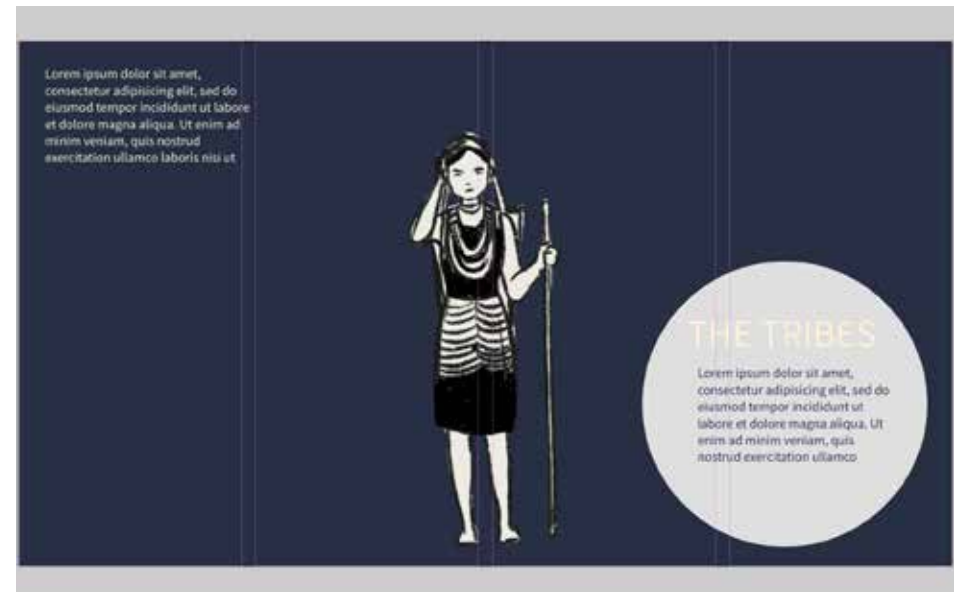 Lorem ipsum dolor sit amet,
consectetur adipisicing elit, sed do
eiusmod tempor incididunt ut labore
et dolore magna aliqua. Ut enim ad
minim veniam, quis nostrud
exercitation ullamco laboris nisi ut
THE TRIBES
Lorem ipsum dolor sit amet,
consectetur adipisicing elit, sed do
eiusmod tempor incididunt ut
labore et dolore magna aliqua. Ut
enim ad minim veniam, quis
nostrud exercitation ullamco